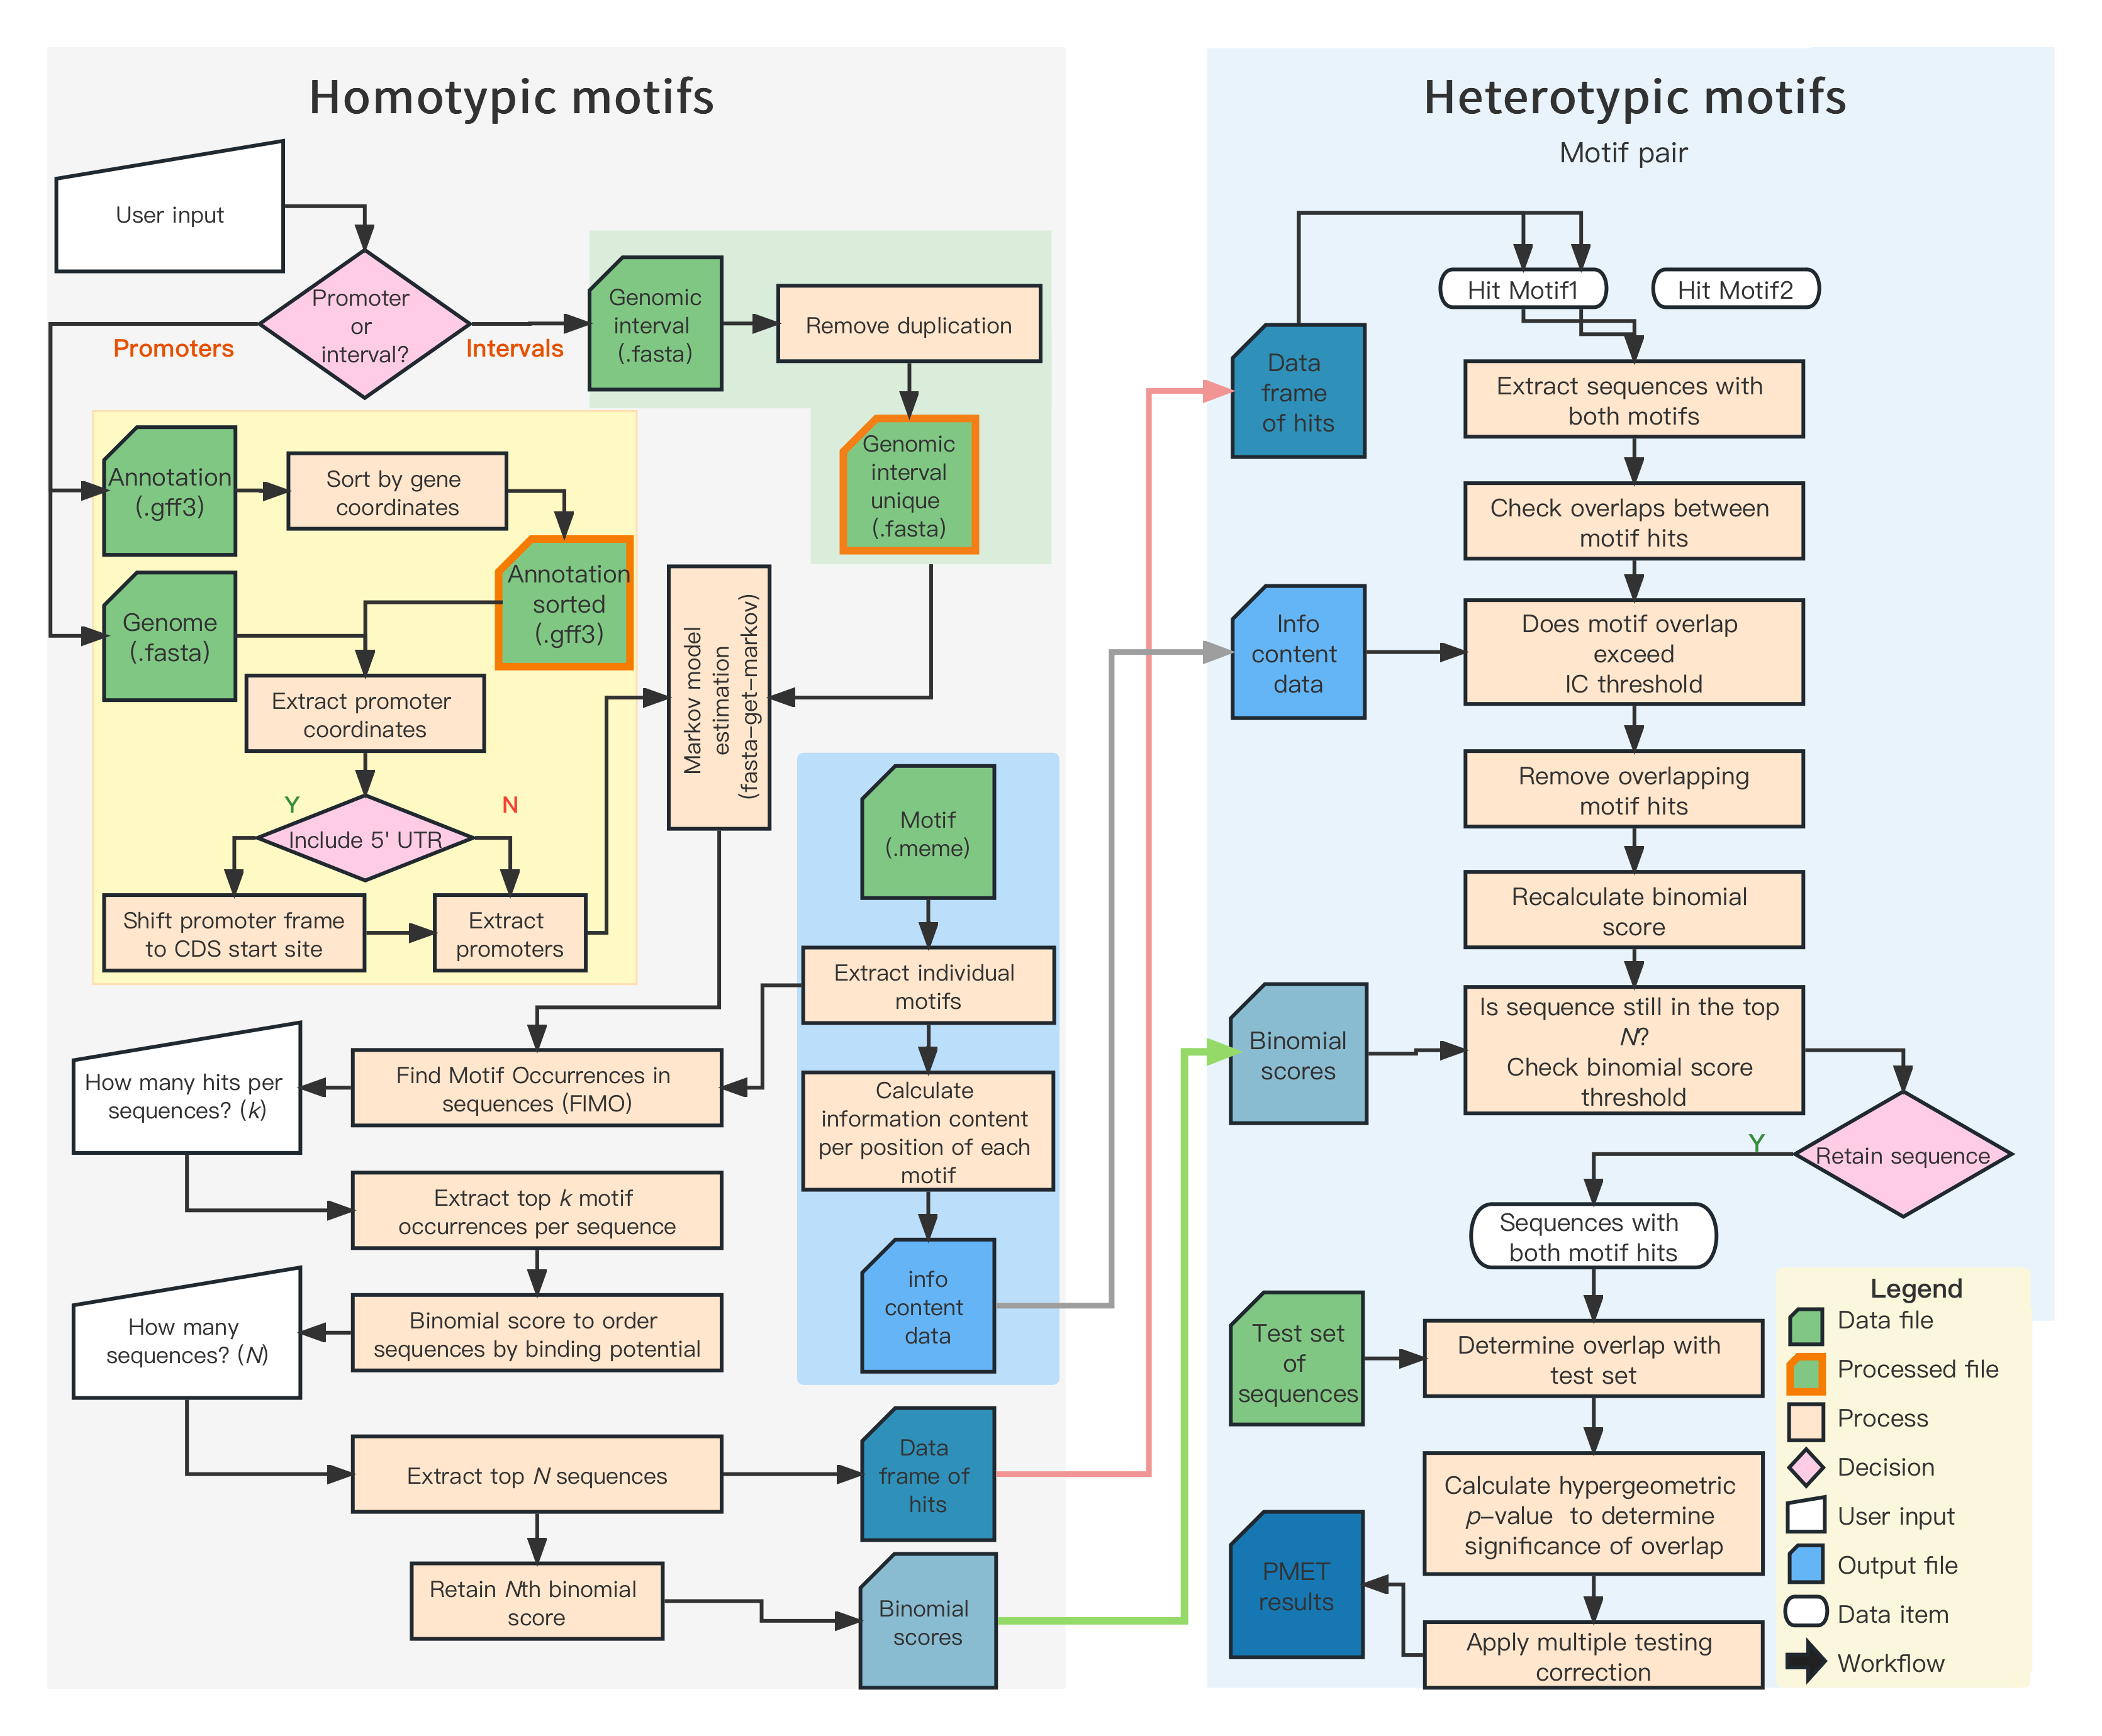 Homotypic motifs
User input
Promoter
or
interval?
Promoters
Intervals
Genomic
interval
(.fasta)
Remove duplication
Genomic
interval
unique
(.fasta)
Annotation
(.gff3)
Sort by gene
coordinates
Annotation
sorted
(.gff3)
Genome
(.fasta)
Extract promoter
coordinates
Y
N
Include 5' UTR
Shift promoter frame
to CDS start site
Extract
promoters
Markov model
estimation
(fasta-get-markov)
Motif
(.meme)
Extract individual
motifs
Calculate
information content
per position of each
motif
info
content
data
Find Motif Occurrences in
sequences (FIMO)
How many hits per
sequences? (k)
Extract top k motif
occurrences per sequence
Binomial score to order
sequences by binding potential
How many
sequences? (N)
Extract top N sequences
Data
frame of
hits
Retain Nth binomial
score
Binomial
scores
Heterotypic motifs
Motif pair
Hit Motif1
Hit Motif2
Data
frame
of hits
Extract sequences with
both motifs
Check overlaps between
motif hits
Info
content
data
Does motif overlap
exceed
IC threshold
Remove overlapping
motif hits
Recalculate binomial
score
Binomial
scores
Is sequence still in the top
N?
Check binomial score
threshold
Y
Retain sequence
Sequences with
both motif hits
Test set
of
sequences
Determine overlap with
test set
Calculate hypergeometric
p-value to determine
significance of overlap
PMET
results
Apply multiple testing
correction
Legend
Data file
Processed file
Process
Decision
User input
Output file
Data item
Workflow